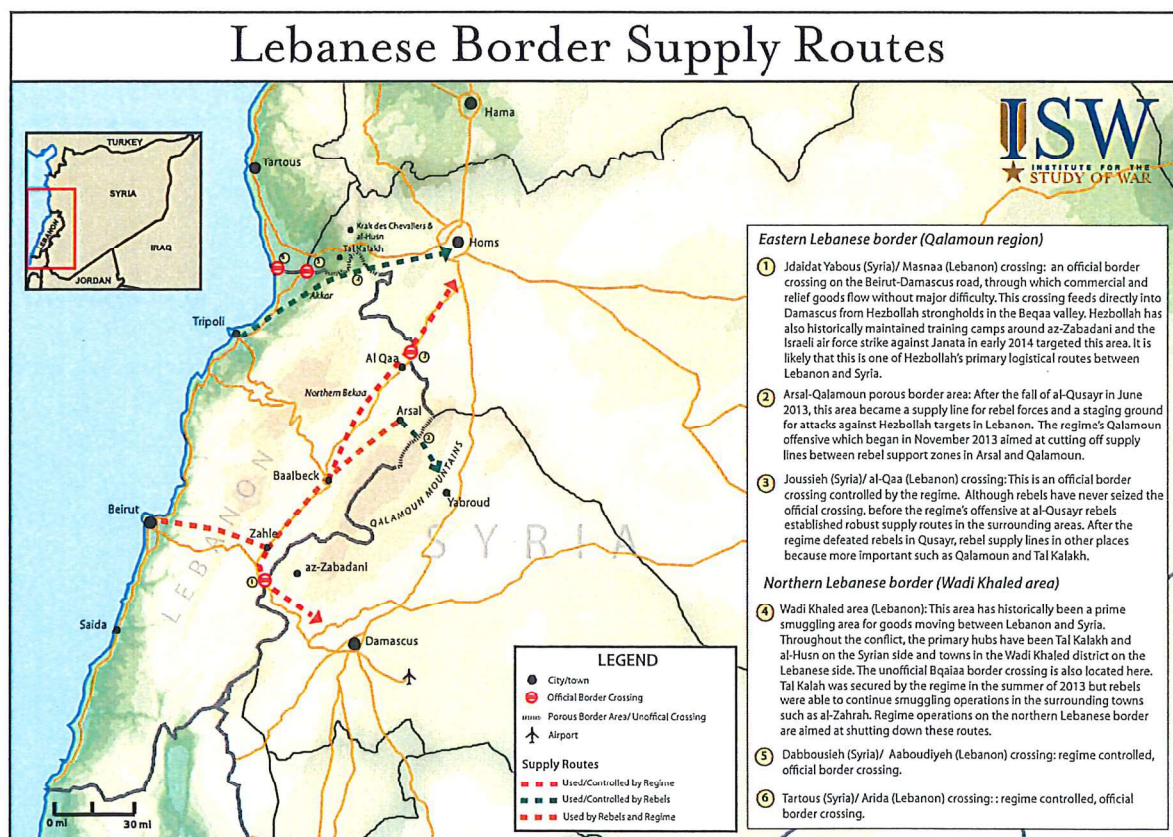 Lebanese Border Supply Routes
ISW
INSTITUTE FOR THE
STUDY OF WAR
TURKEY
SYRIA
LEBANON
IRAQ
JORDAN
Hama
Tartous
Krak des Chevaliers &
al-Husn
Tal Kalakh
Homs
6
5
4
Akkar
Tripoli
Al Qaa
3
Northern Bekaa
Arsal
2
Baalbeck
QALAMOUN MOUNTAINS
Yabroud
Beirut
LEBANON
SYRIA
Zahle
1
az-Zabadani
Saida
Damascus
0 mi 30 mi
LEGEND
City/town
Official Border Crossing
Porous Border Area/ Unoffical Crossing
Airport
Supply Routes
Used/Controlled by Regime
Used/Controlled by Rebels
Used by Rebels and Regime
Eastern Lebanese border (Qalamoun region)
1 Jdaidat Yabous (Syria)/ Masnaa (Lebanon) crossing: an official border
crossing on the Beirut-Damascus road, through which commercial and
relief goods flow without major difficulty. This crossing feeds directly into
Damascus from Hezbollah strongholds in the Beqaa valley. Hezbollah has
also historically maintained training camps around az-Zabadani and the
Israeli air force strike against Janata in early 2014 targeted this area. It is
likely that this is one of Hezbollah's primary logistical routes between
Lebanon and Syria.
2 Arsal-Qalamoun porous border area: After the fall of al-Qusayr in June
2013, this area became a supply line for rebel forces and a staging ground
for attacks against Hezbollah targets in Lebanon. The regime's Qalamoun
offensive which began in November 2013 aimed at cutting off supply
lines between rebel support zones in Arsal and Qalamoun.
3 Joussieh (Syria)/ al-Qaa (Lebanon) crossing: This is an official border
crossing controlled by the regime. Although rebels have never seized the
official crossing, before the regime's offensive at al-Qusayr rebels
established robust supply routes in the surrounding areas. After the
regime defeated rebels in Qusayr, rebel supply lines in other places
because more important such as Qalamoun and Tal Kalakh.
Northern Lebanese border (Wadi Khaled area)
4 Wadi Khaled area (Lebanon): This area has historically been a prime
smuggling area for goods moving between Lebanon and Syria.
Throughout the conflict, the primary hubs have been Tal Kalakh and
al-Husn on the Syrian side and towns in the Wadi Khaled district on the
Lebanese side. The unofficial Bqaiaa border crossing is also located here.
Tal Kalah was secured by the regime in the summer of 2013 but rebels
were able to continue smuggling operations in the surrounding towns
such as al-Zahrah. Regime operations on the northern Lebanese border
are aimed at shutting down these routes.
5 Dabbousieh (Syria)/ Aaboudiyeh (Lebanon) crossing: regime controlled,
official border crossing.
6 Tartous (Syria)/ Arida (Lebanon) crossing: : regime controlled, official
border crossing.